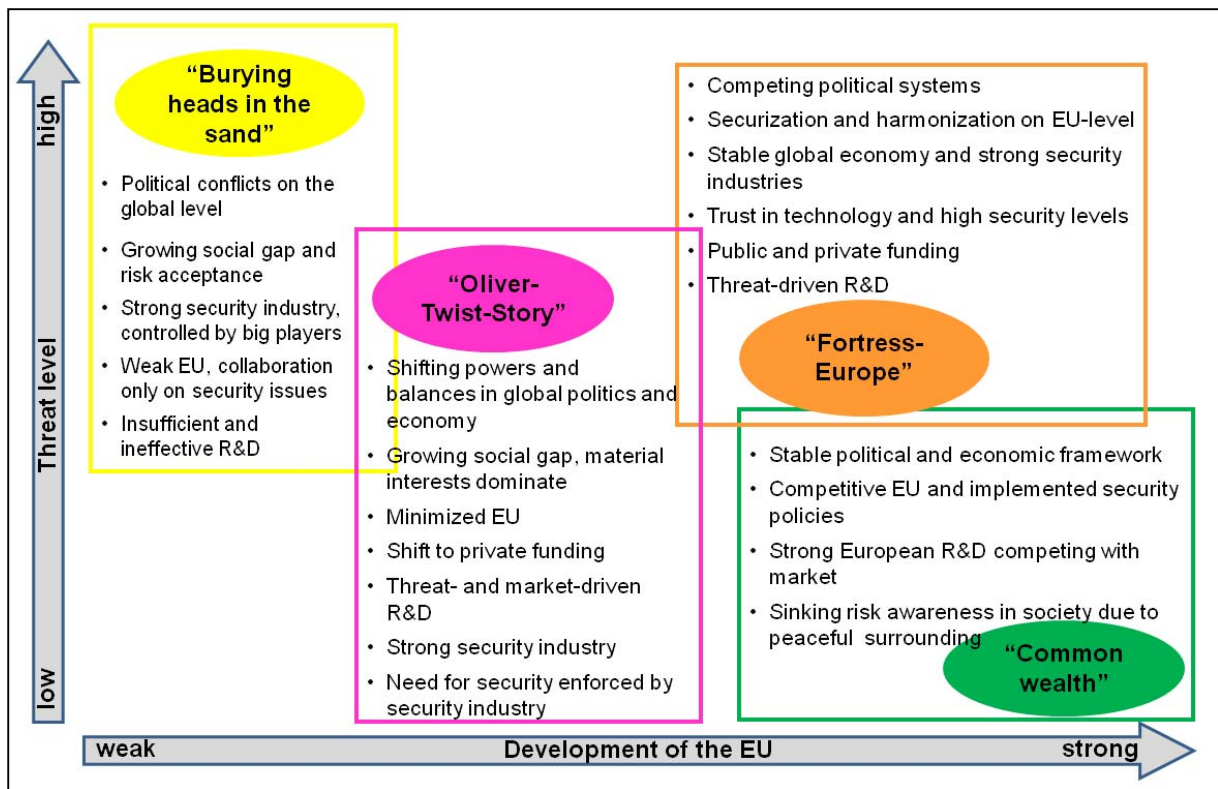 high
Threat level
low
“Burying
heads in the
sand”
• Political conflicts on the
global level
• Growing social gap and
risk acceptance
• Strong security industry,
controlled by big players
• Weak EU, collaboration
only on security issues
• Insufficient and
ineffective R&D
“Oliver-
Twist-Story”
• Shifting powers and
balances in global politics and
economy
• Growing social gap, material
interests dominate
• Minimized EU
• Shift to private funding
• Threat- and market-driven
R&D
• Strong security industry
• Need for security enforced by
security industry
• Competing political systems
• Securization and harmonization on EU-level
• Stable global economy and strong security
industries
• Trust in technology and high security levels
• Public and private funding
• Threat-driven R&D
“Fortress-
Europe”
• Stable political and economic framework
• Competitive EU and implemented security
policies
• Strong European R&D competing with
market
• Sinking risk awareness in society due to
peaceful surrounding
“Common
wealth”
weak
Development of the EU
strong